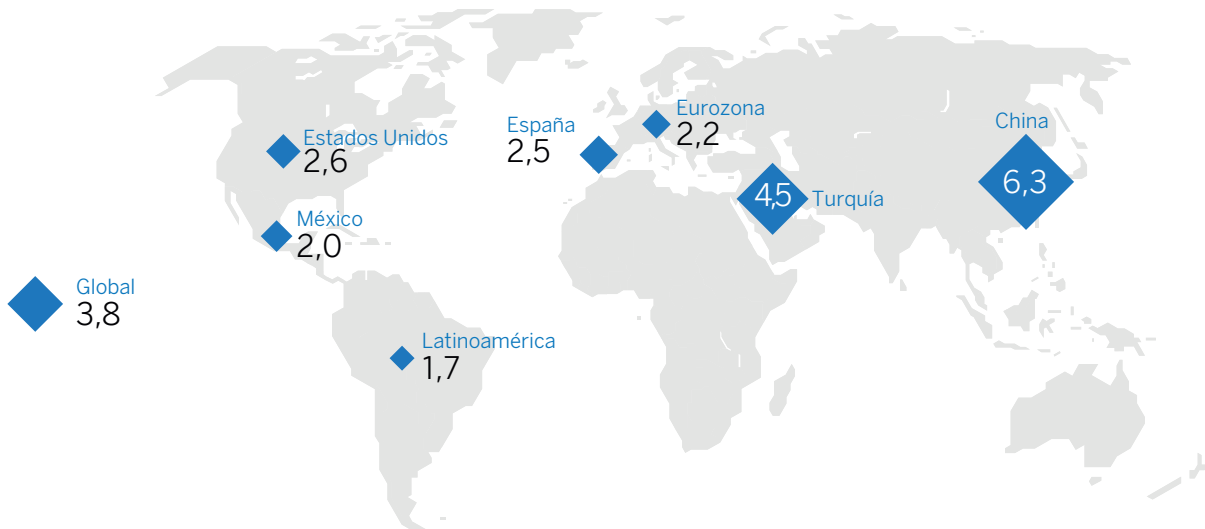 Estados Unidos
2,6
México
2,0
Global
3,8
Latinoamérica
1,7
España
2,5
Eurozona
2,2
4,5
Turquía
China
6,3